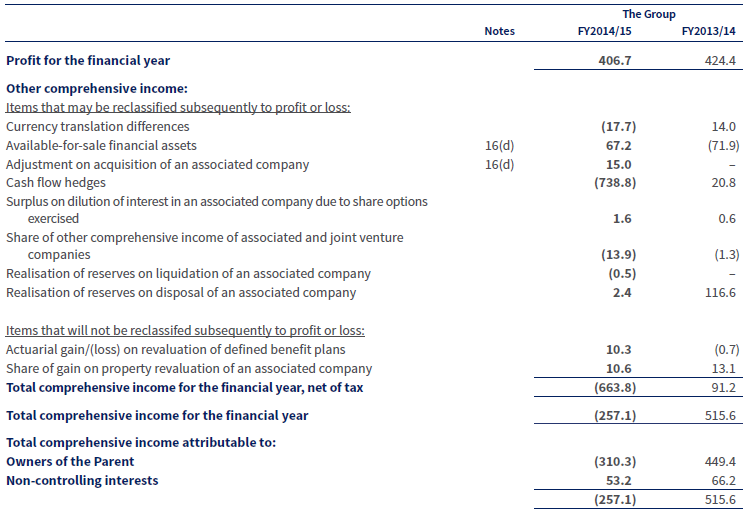 The Group
Notes FY2014/15 FY2013/14
Profit for the financial year 406.7 424.4
Other comprehensive income:
Items that may be reclassified subsequently to profit or loss:
Currency translation differences (17.7) 14.0
Available-for-sale financial assets 16(d) 67.2 (71.9)
Adjustment on acquisition of an associated company 16(d) 15.0 –
Cash flow hedges (738.8) 20.8
Surplus on dilution of interest in an associated company due to share options
exercised 1.6 0.6
Share of other comprehensive income of associated and joint venture
companies (13.9) (1.3)
Realisation of reserves on liquidation of an associated company (0.5) –
Realisation of reserves on disposal of an associated company 2.4 116.6
Items that will not be reclassifed subsequently to profit or loss:
Actuarial gain/(loss) on revaluation of defined benefit plans 10.3 (0.7)
Share of gain on property revaluation of an associated company 10.6 13.1
Total comprehensive income for the financial year, net of tax (663.8) 91.2
Total comprehensive income for the financial year (257.1) 515.6
Total comprehensive income attributable to:
Owners of the Parent (310.3) 449.4
Non-controlling interests 53.2 66.2
(257.1) 515.6